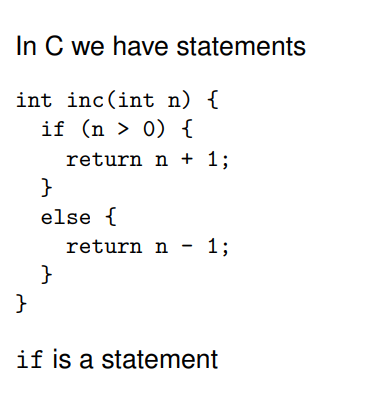 In C we have statements
int inc(int n) {
  if (n > 0) {
    return n + 1;
  }
  else {
    return n - 1;
  }
}
if is a statement